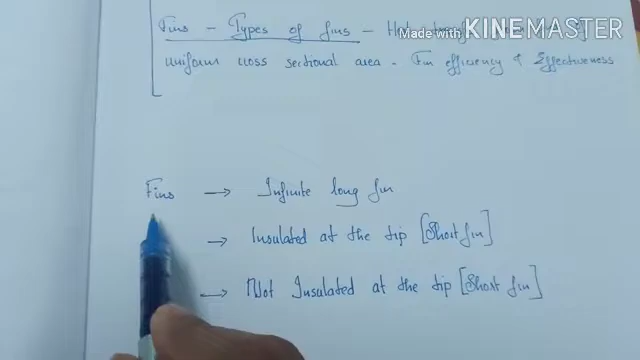 Fins - Types of fins - Heat
Made with KINEMASTER
uniform cross sectional area. Fin efficiency & Effectiveness
Fins → Infinite long fin
→ Insulated at the tip [Short fin]
→ Not Insulated at the tip [Short fin]